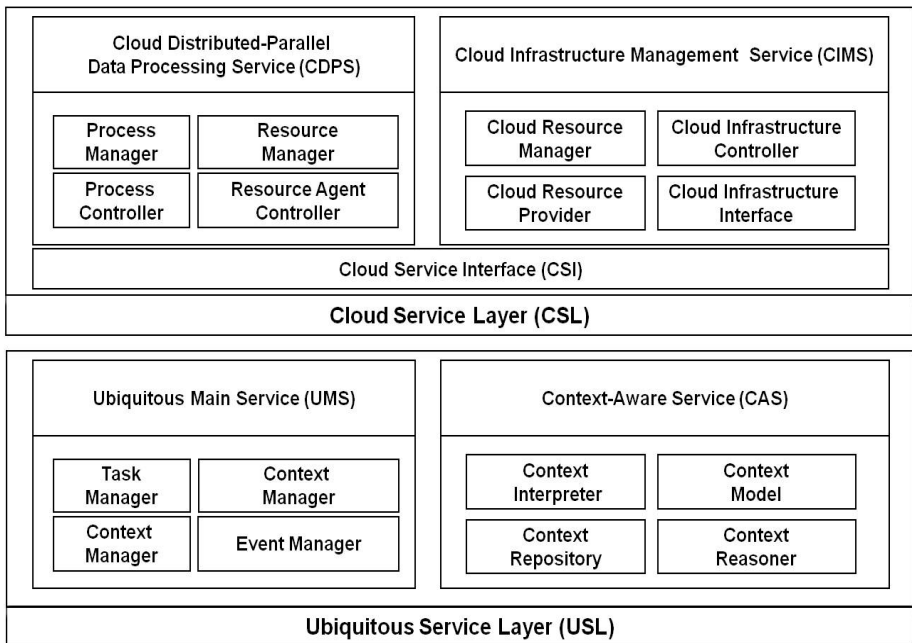 Cloud Distributed-Parallel
Data Processing Service (CDPS)
Process
Manager
Resource
Manager
Process
Controller
Resource Agent
Controller
Cloud Infrastructure Management Service (CIMS)
Cloud Resource
Manager
Cloud Infrastructure
Controller
Cloud Resource
Provider
Cloud Infrastructure
Interface
Cloud Service Interface (CSI)
Cloud Service Layer (CSL)
Ubiquitous Main Service (UMS)
Task
Manager
Context
Manager
Context
Manager
Event Manager
Context-Aware Service (CAS)
Context
Interpreter
Context
Model
Context
Repository
Context
Reasoner
Ubiquitous Service Layer (USL)